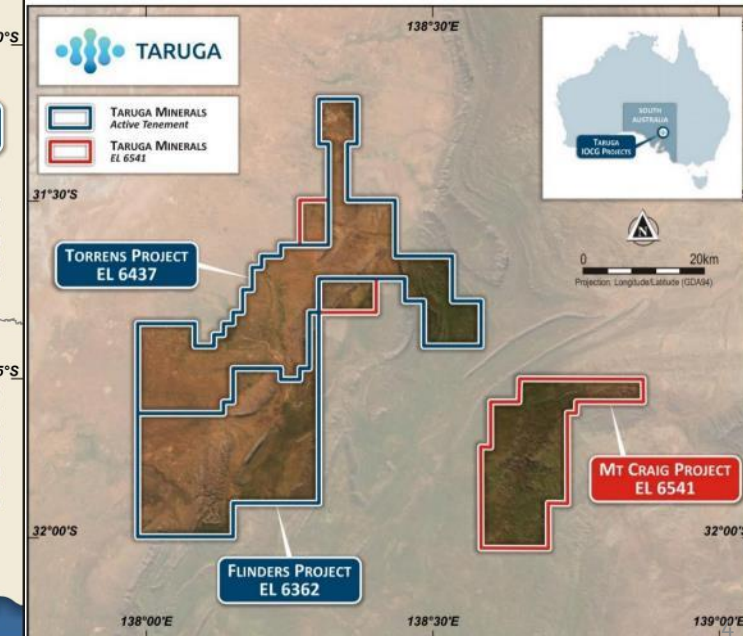 0°S
5°S
138°30'E
TARUGA
TARUGA MINERALS
Active Tenement
TARUGA MINERALS
EL 6541
SOUTH
AUSTRALIA
TARUGA
IOCG PROJECTS
31°30'S
N
0 20km
Projection: Longitude/Latitude (GDA94)
TORRENS PROJECT
EL 6437
MT CRAIG PROJECT
EL 6541
32°00'S
32°00'S
FLINDERS PROJECT
EL 6362
138°00'E
138°30'E
139°00'E
4